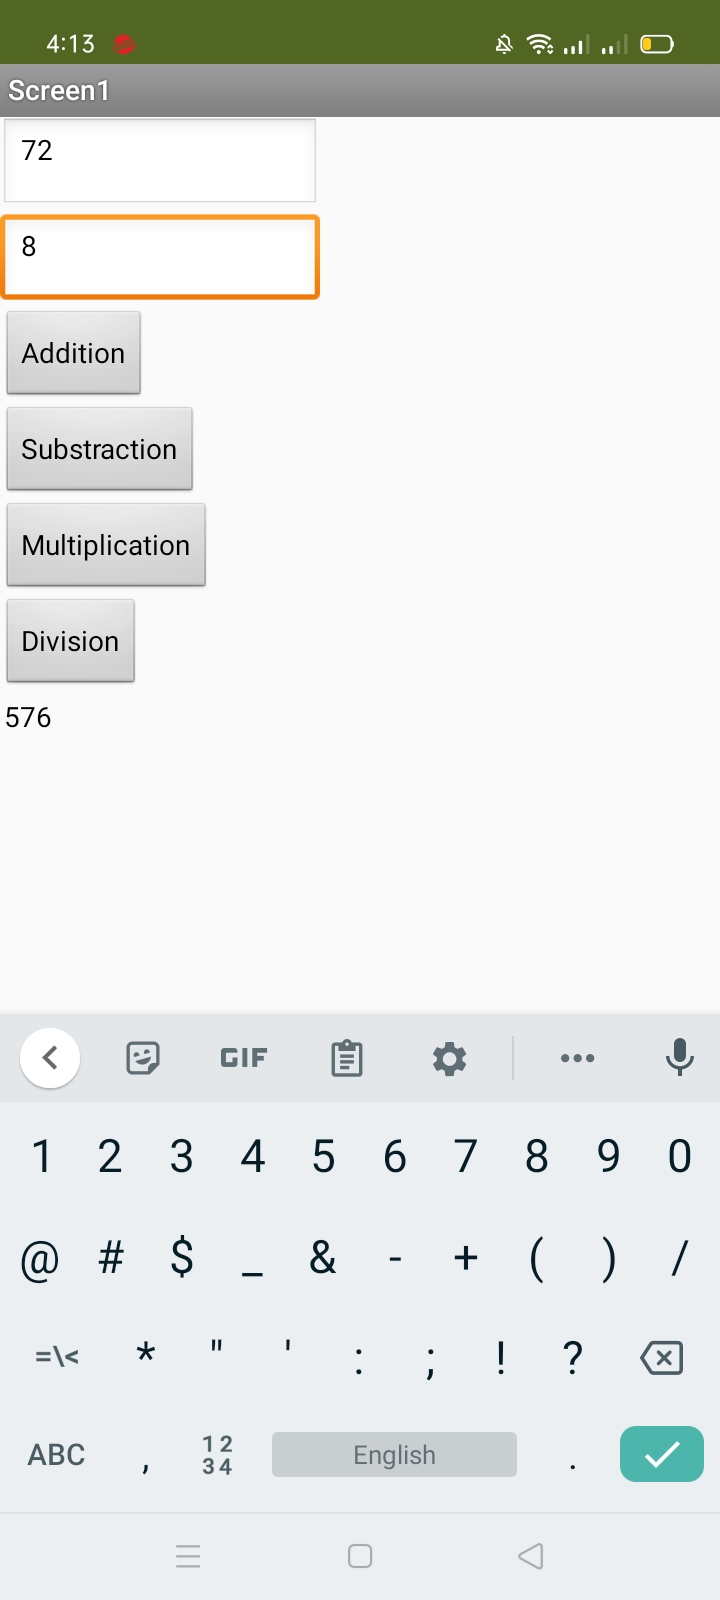 4:13
Screen1
72
8
Addition
Substraction
Multiplication
Division
576
GIF
1 2 3 4 5 6 7 8 9 0
@ # $ _ & - + ( ) /
=\< * " ' : ; ! ?
ABC , 12 34 English .